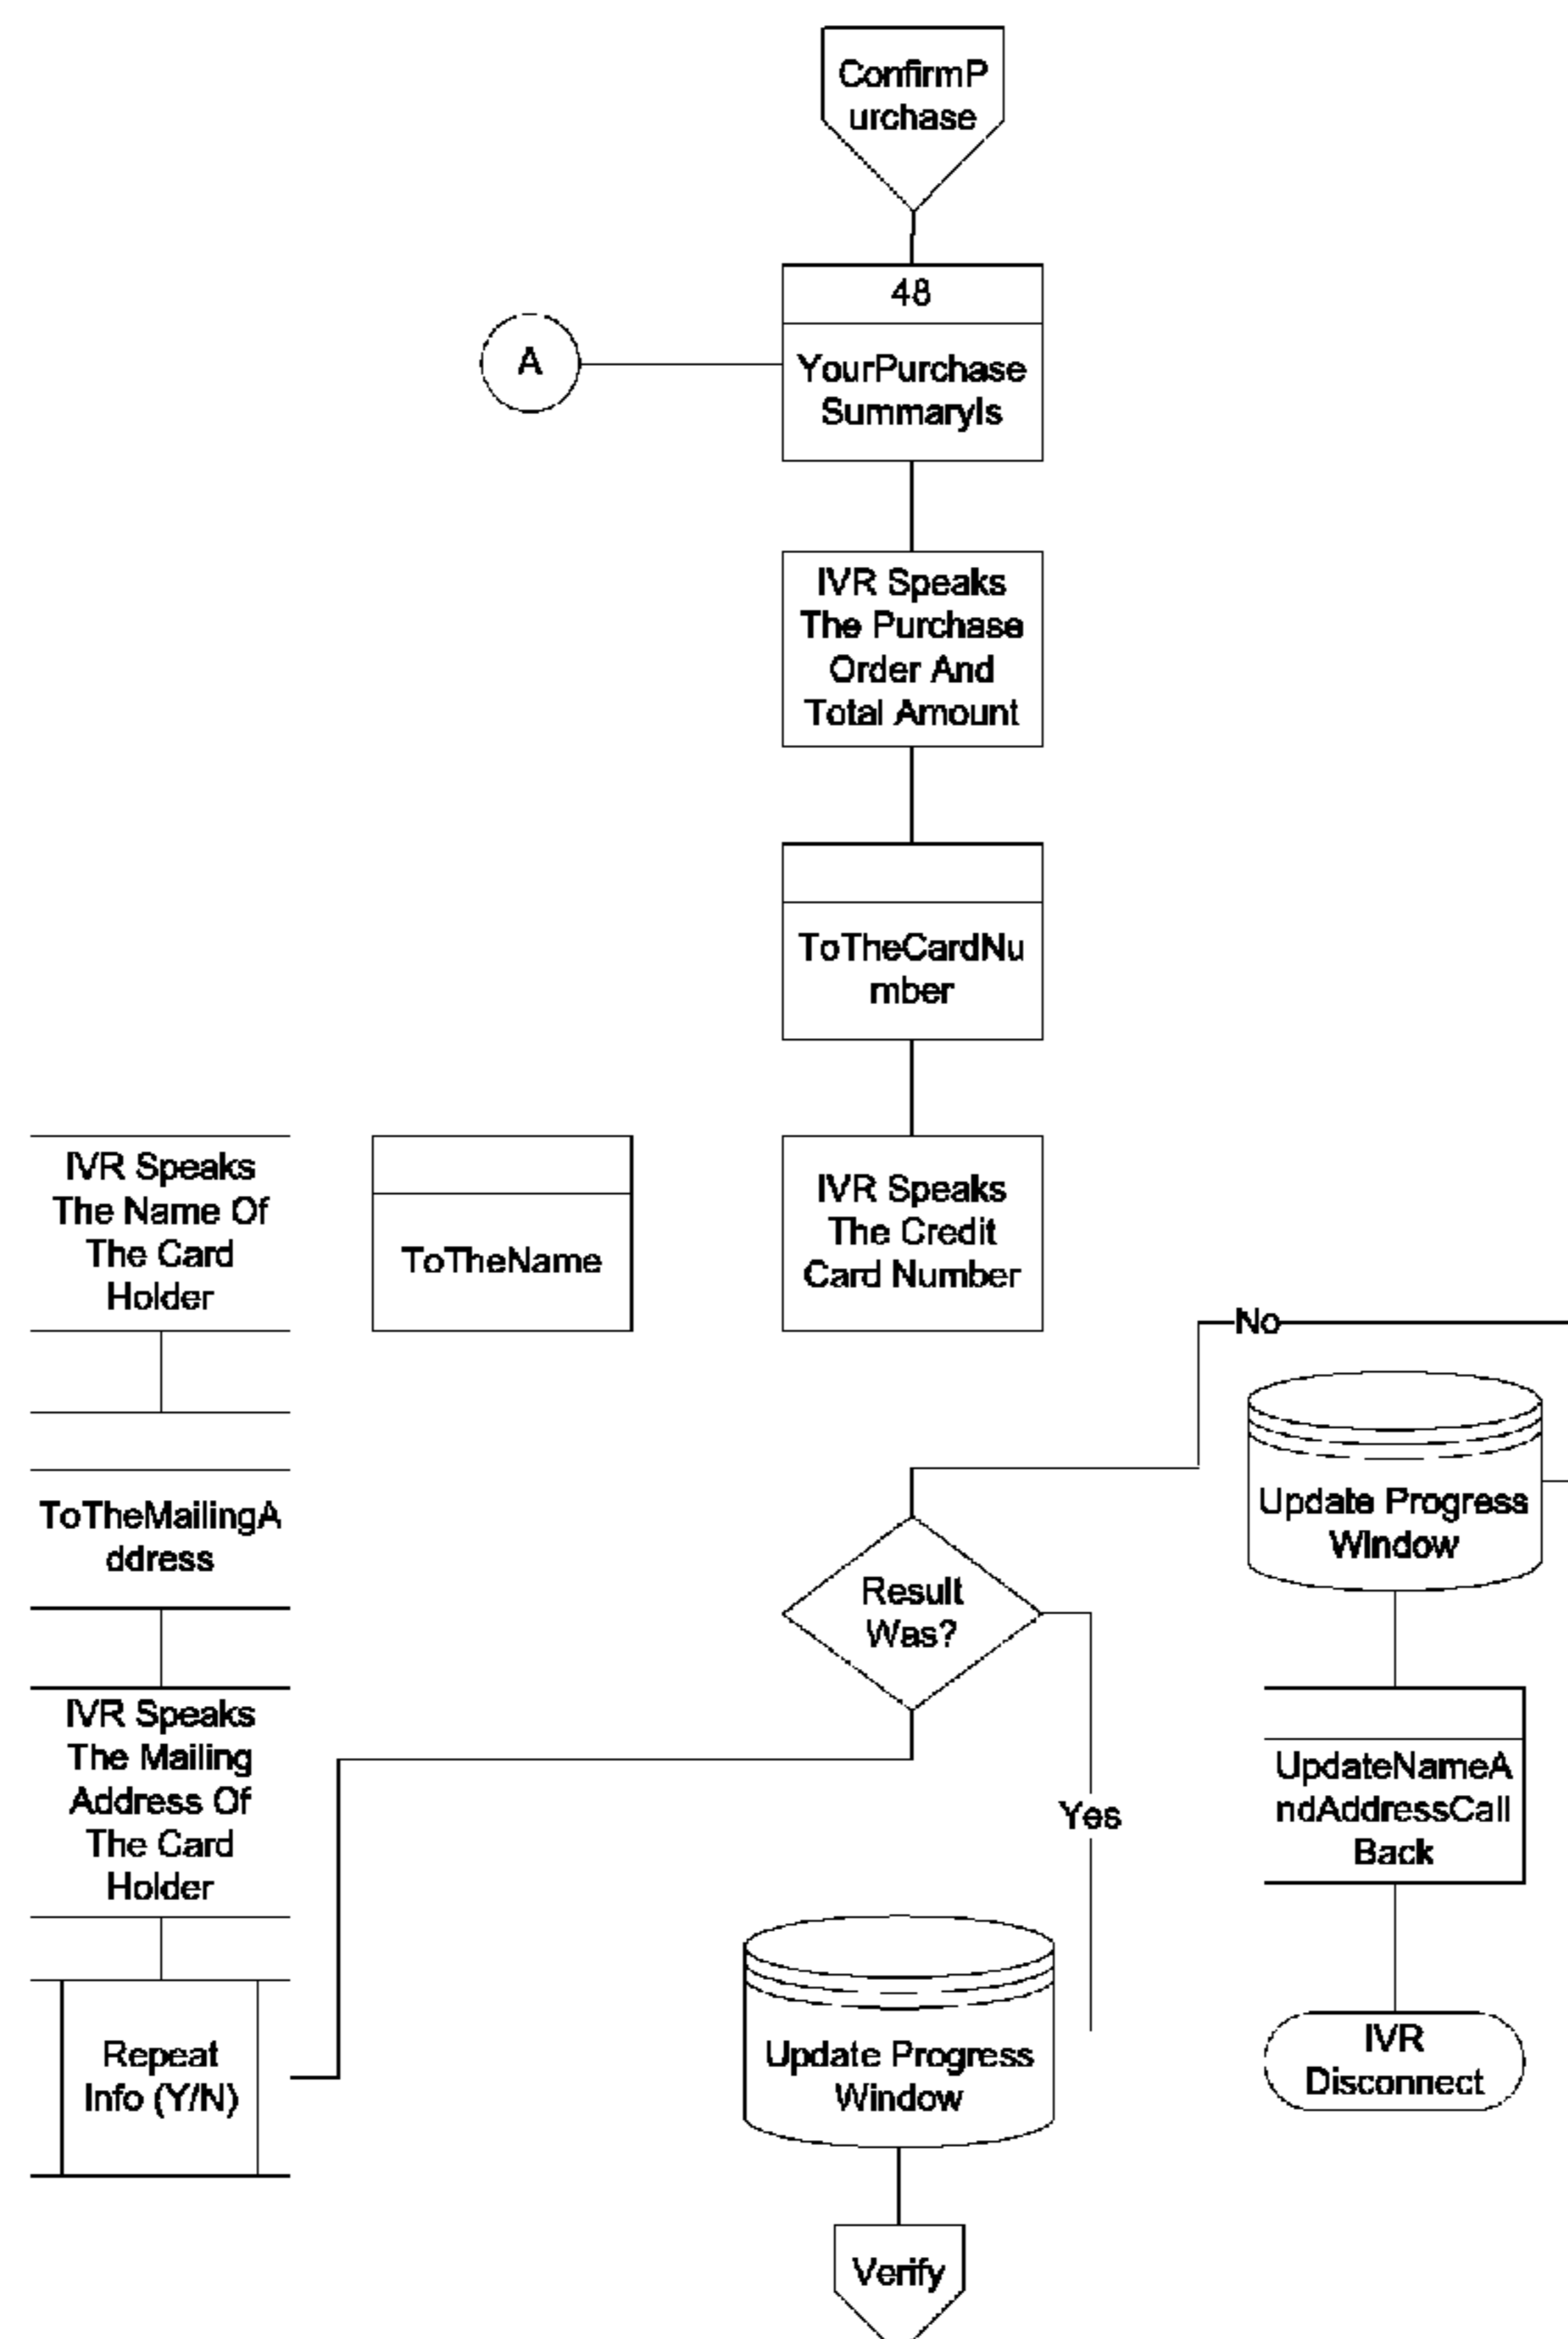 ConfirmP
urchase
48
A
YourPurchase
SummaryIs
IVR Speaks
The Purchase
Order And
Total Amount
ToTheCardNu
mber
IVR Speaks
The Name Of
The Card
Holder
ToTheName
IVR Speaks
The Credit
Card Number
No
Update Progress
Window
ToTheMailingA
ddress
Result
Was?
IVR Speaks
The Mailing
Address Of
The Card
Holder
UpdateNameA
ndAddressCall
Back
Yes
Repeat
Info (Y/N)
Update Progress
Window
IVR
Disconnect
Verify